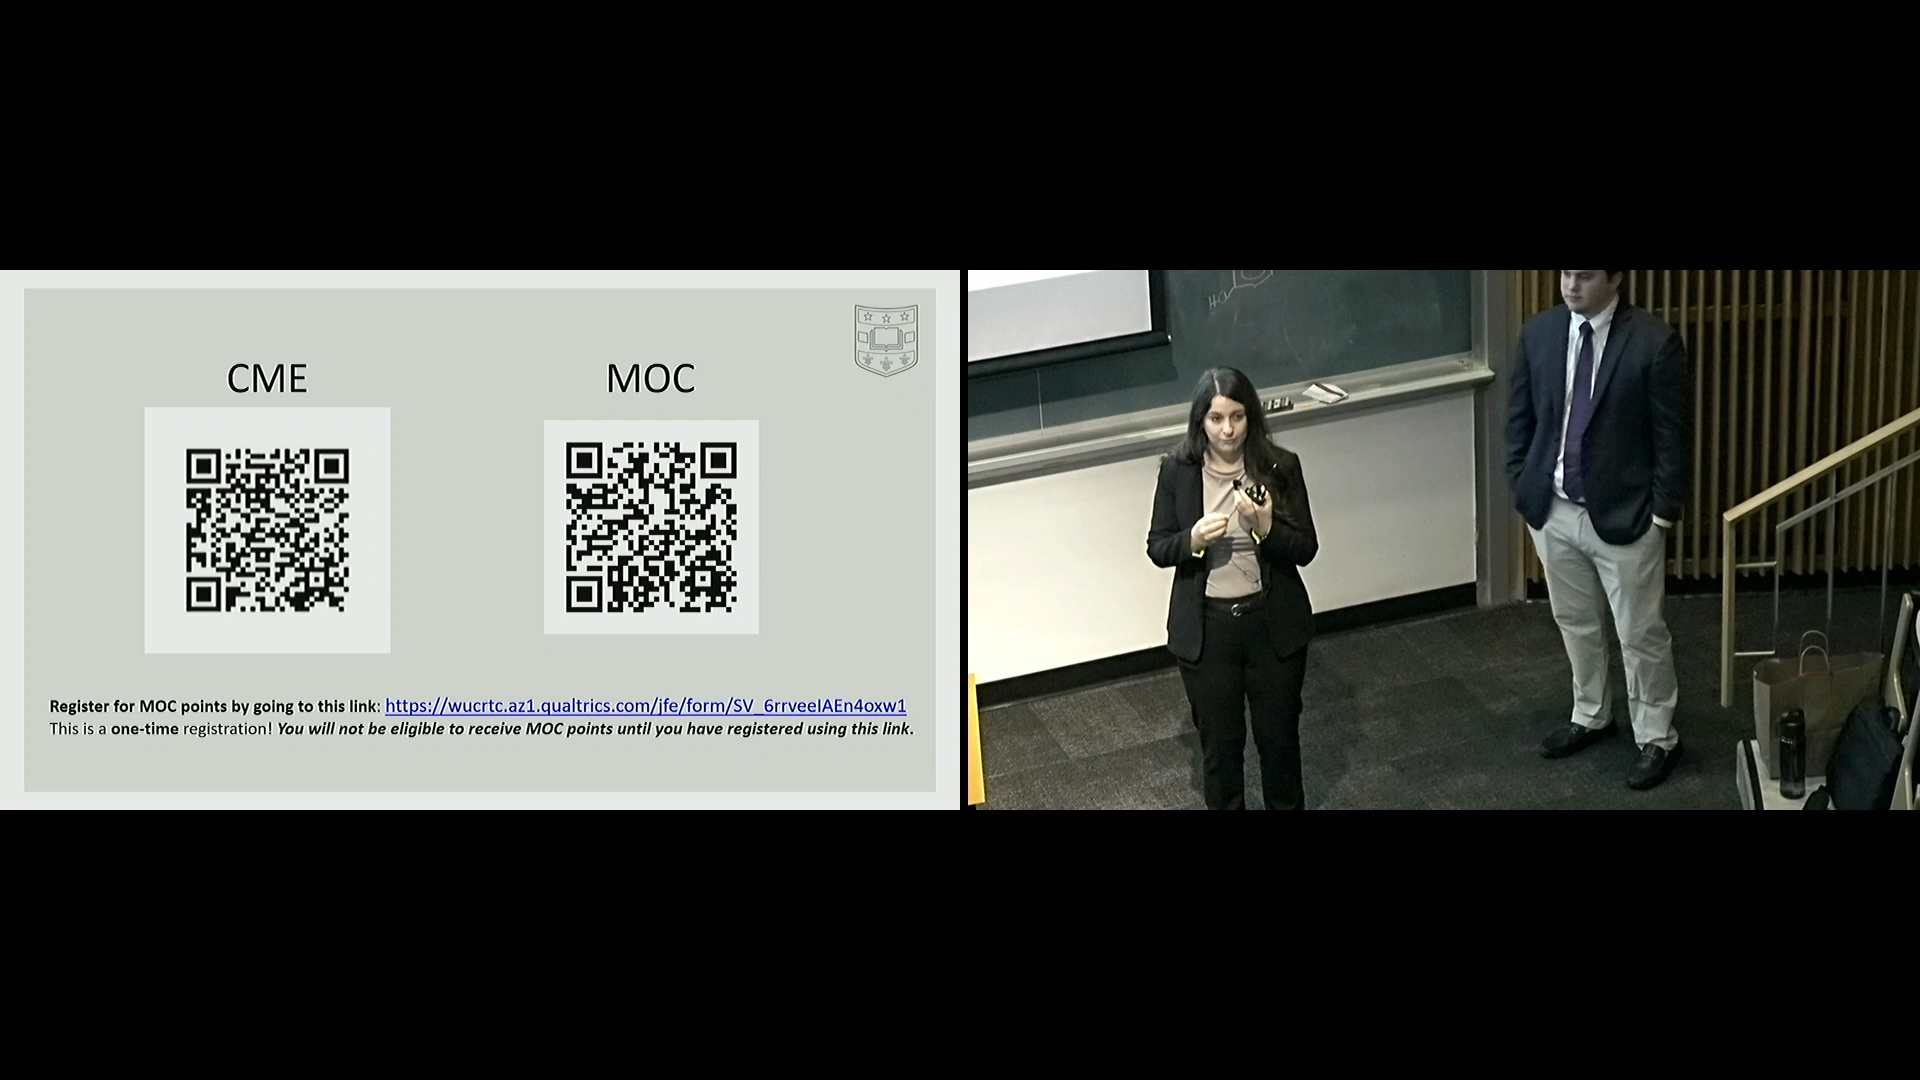 CME
MOC
Register for MOC points by going to this link: https://wucrtc.az1.qualtrics.com/jfe/form/SV_6rrveeIAEn4oxw1
This is a one-time registration! You will not be eligible to receive MOC points until you have registered using this link.
HO